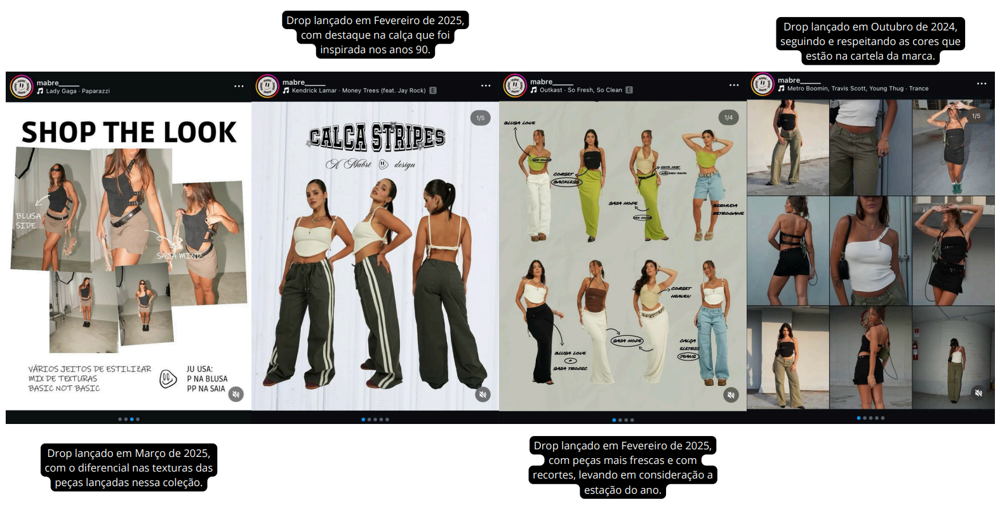 Drop lançado em Fevereiro de 2025,
com destaque na calça que foi
inspirada nos anos 90.
Drop lançado em Outubro de 2024,
seguindo e respeitando as cores que
estão na cartela da marca.
mabre_____
Lady Gaga · Paparazzi
SHOP THE LOOK
BLUSA
SIDE
SAIA MIND
VÁRIOS JEITOS DE ESTILIZAR
MIX DE TEXTURAS
BASIC NOT BASIC
JU USA:
P NA BLUSA
PP NA SAIA
mabre_____
Kendrick Lamar · Money Trees (feat. Jay Rock) E
1/5
CALCA STRIPES
A Mabre design
mabre_____
Outkast · So Fresh, So Clean E
1/4
BLUSA LOVE
NEW COLOR
CORSET
BACKLESS
SAIA HOPE
NEW COLOR
BERMUDA
RETROGAME
CORSET
HEAVEN
BLUSA LOVE
+
SAIA TROPIC
SAIA HOPE
CALÇA
ELETRIC
JEANS
mabre_____
Metro Boomin, Travis Scott, Young Thug · Trance
1/5
Drop lançado em Março de 2025,
com o diferencial nas texturas das
peças lançadas nessa coleção.
Drop lançado em Fevereiro de 2025,
com peças mais frescas e com
recortes, levando em consideração a
estação do ano.